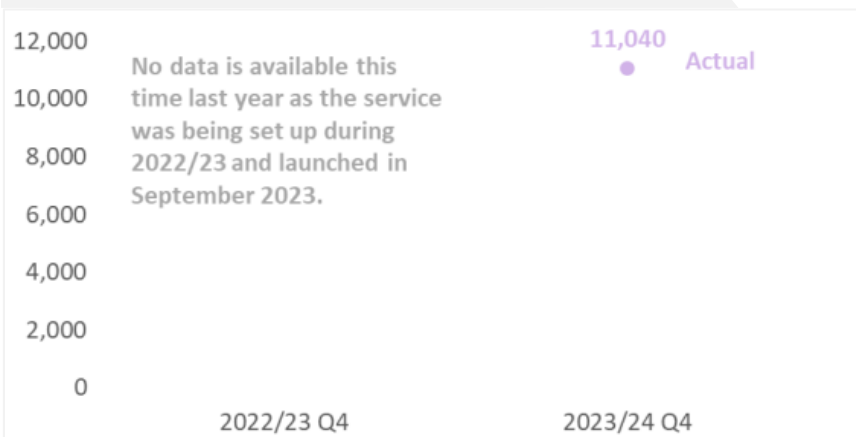 12,000
11,040
Actual
No data is available this
time last year as the service
was being set up during
2022/23 and launched in
September 2023.
10,000
8,000
6,000
4,000
2,000
0
2022/23 Q4
2023/24 Q4